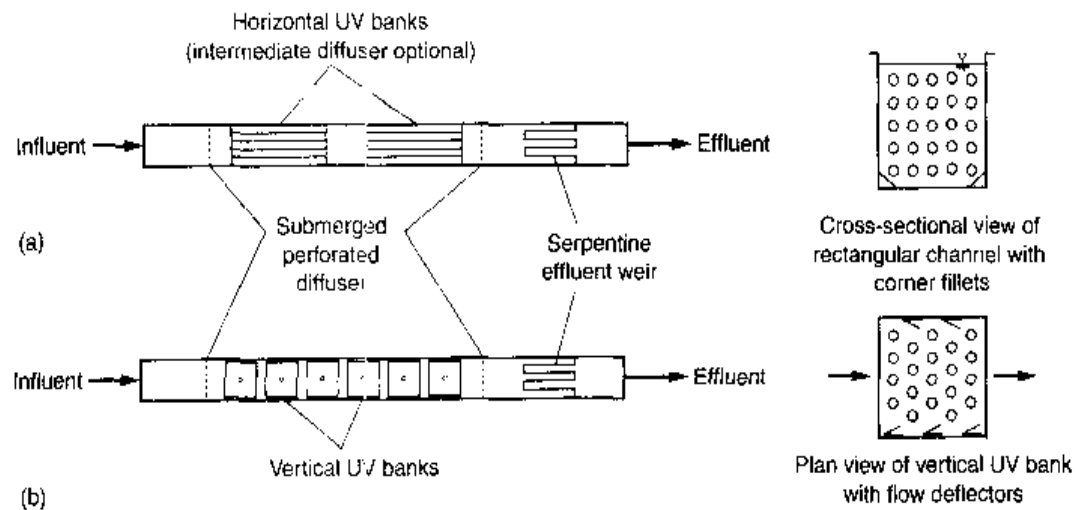 Horizontal UV banks
(intermediate diffuser optional)
Influent
Effluent
(a)
Submerged
perforated
diffuser
Serpentine
effluent weir
Cross-sectional view of
rectangular channel with
corner fillets
Influent
Effluent
Vertical UV banks
Plan view of vertical UV bank
with flow deflectors
(b)